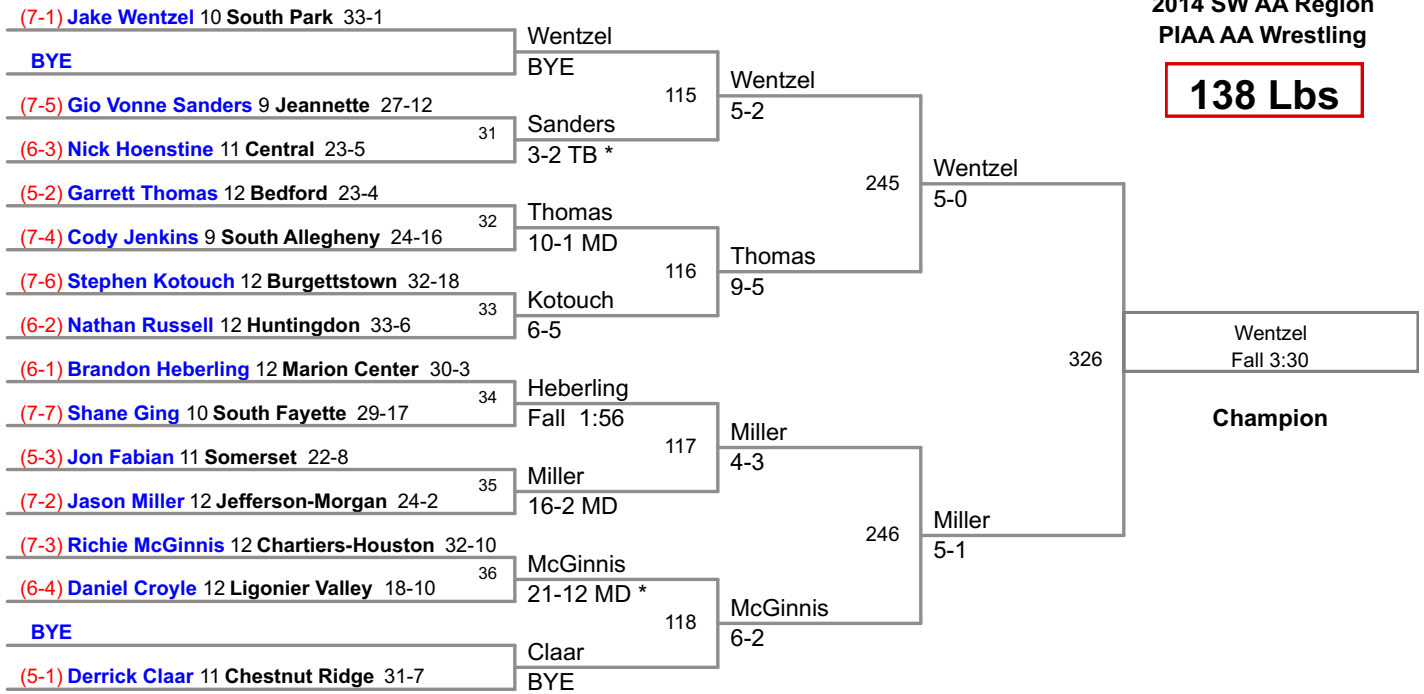 2014 SW AA Region
PIAA AA Wrestling
138 Lbs
(7-1) Jake Wentzel 10 South Park 33-1
BYE
(7-5) Gio Vonne Sanders 9 Jeannette 27-12
31
(6-3) Nick Hoenstine 11 Central 23-5
(5-2) Garrett Thomas 12 Bedford 23-4
32
(7-4) Cody Jenkins 9 South Allegheny 24-16
(7-6) Stephen Kotouch 12 Burgettstown 32-18
33
(6-2) Nathan Russell 12 Huntingdon 33-6
(6-1) Brandon Heberling 12 Marion Center 30-3
34
(7-7) Shane Ging 10 South Fayette 29-17
(5-3) Jon Fabian 11 Somerset 22-8
35
(7-2) Jason Miller 12 Jefferson-Morgan 24-2
(7-3) Richie McGinnis 12 Chartiers-Houston 32-10
36
(6-4) Daniel Croyle 12 Ligonier Valley 18-10
BYE
(5-1) Derrick Claar 11 Chestnut Ridge 31-7
Wentzel
BYE
115
Sanders
3-2 TB *
Thomas
10-1 MD
116
Kotouch
6-5
Heberling
Fall 1:56
117
Miller
16-2 MD
McGinnis
21-12 MD *
118
Claar
BYE
Wentzel
5-2
245
Thomas
9-5
Miller
4-3
246
McGinnis
6-2
Wentzel
5-0
326
Miller
5-1
Wentzel
Fall 3:30
Champion